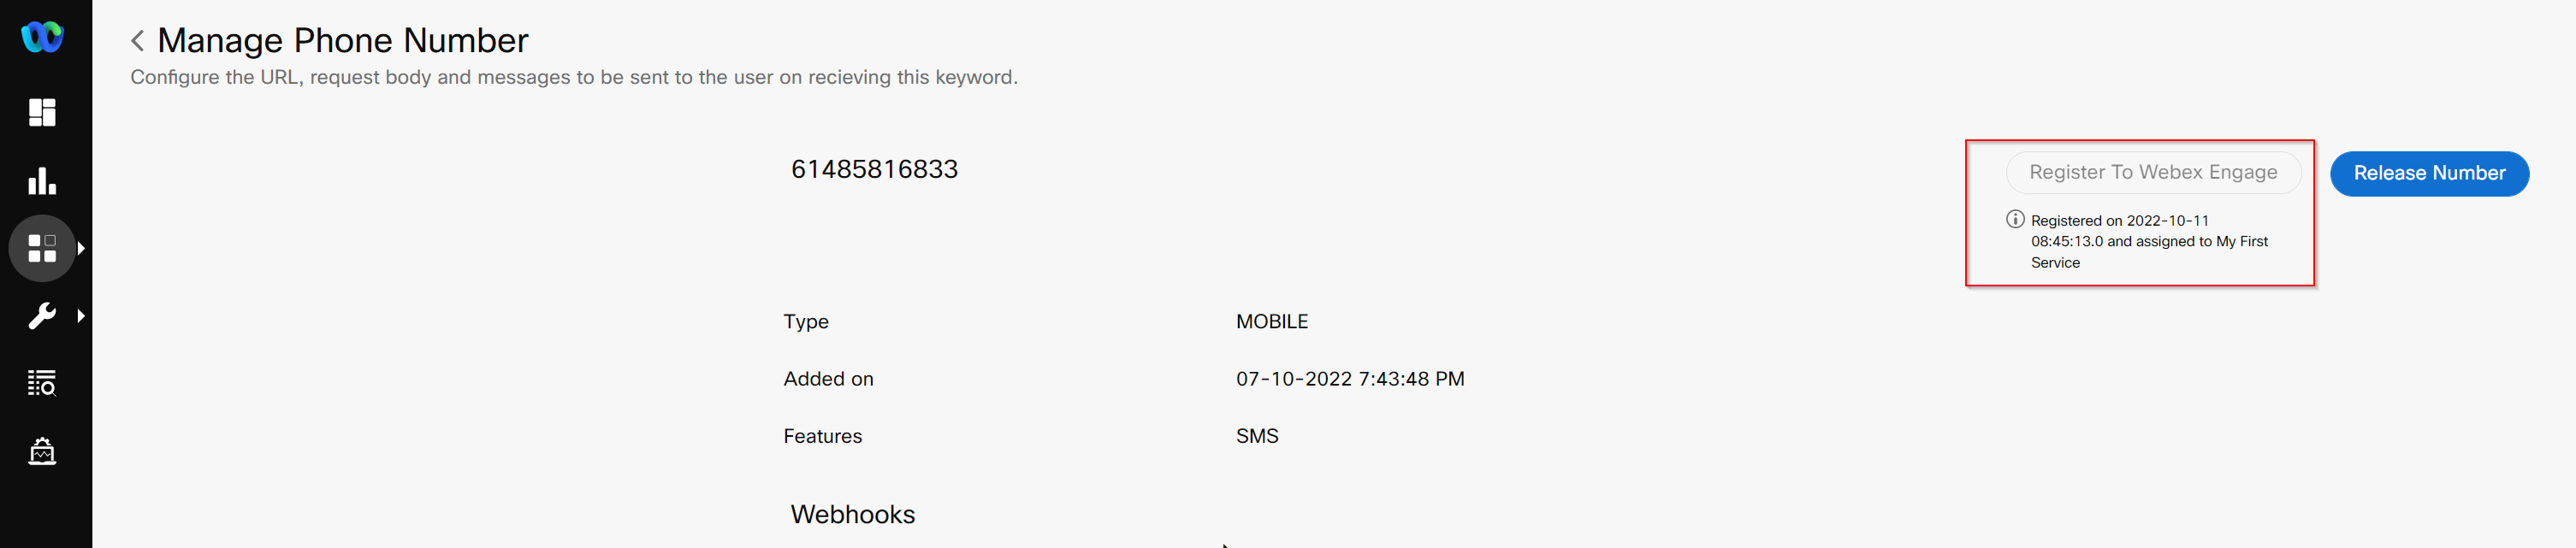 Manage Phone Number
Configure the URL, request body and messages to be sent to the user on recieving this keyword.
61485816833
Register To Webex Engage
Release Number
Registered on 2022-10-11
08:45:13.0 and assigned to My First
Service
Type
MOBILE
Added on
07-10-2022 7:43:48 PM
Features
SMS
Webhooks